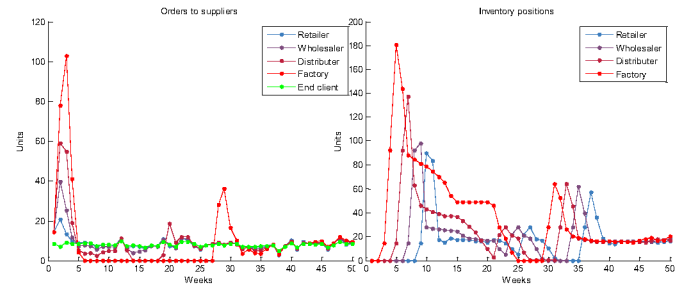 Orders to suppliers
120
100
80
60
40
20
0
Units
0 5 10 15 20 25 30 35 40 45 50
Weeks
Retailer
Wholesaler
Distributer
Factory
End client
Inventory positions
200
180
160
140
120
100
80
60
40
20
0
Units
0 5 10 15 20 25 30 35 40 45 50
Weeks
Retailer
Wholesaler
Distributer
Factory